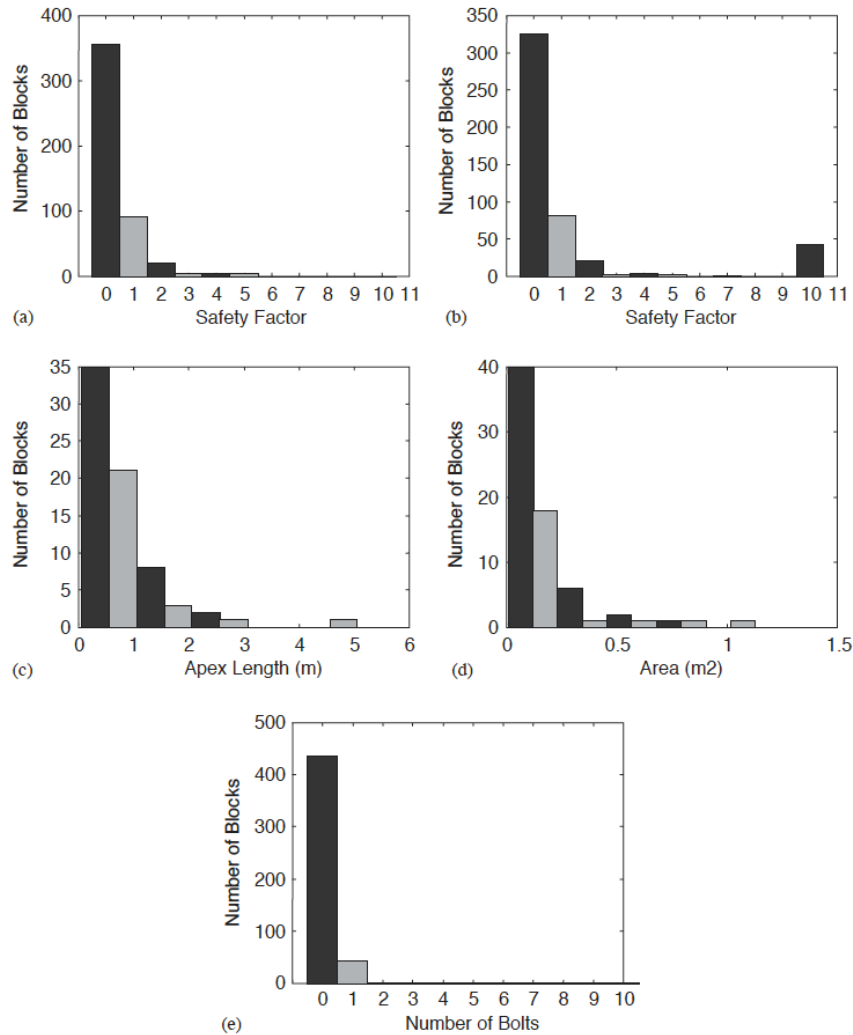 400
300
200
100
0
Number of Blocks
0 1 2 3 4 5 6 7 8 9 10 11
Safety Factor
(a)
350
300
250
200
150
100
50
0
Number of Blocks
0 1 2 3 4 5 6 7 8 9 10 11
Safety Factor
(b)
35
30
25
20
15
10
5
0
Number of Blocks
0 1 2 3 4 5 6
Apex Length (m)
(c)
40
30
20
10
0
Number of Blocks
0 0.5 1 1.5
Area (m2)
(d)
500
400
300
200
100
0
Number of Blocks
0 1 2 3 4 5 6 7 8 9 10
Number of Bolts
(e)